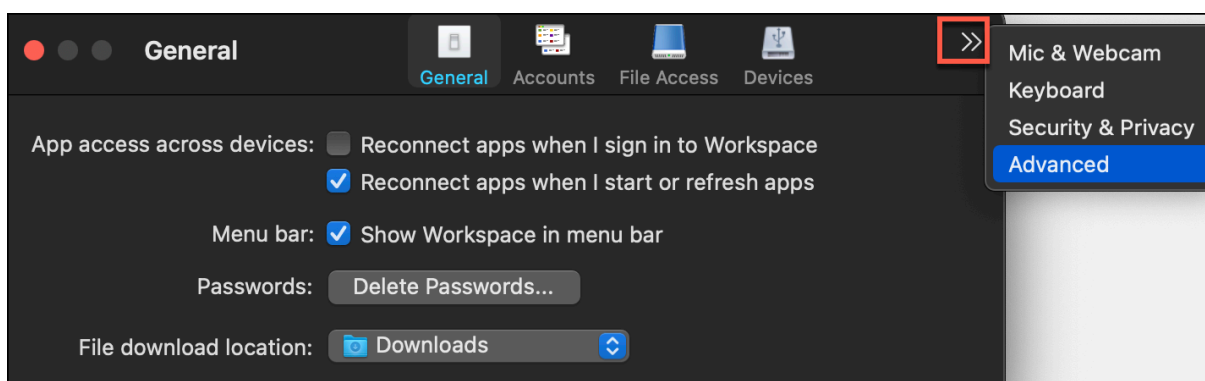 General
General Accounts File Access Devices
Mic & Webcam
Keyboard
Security & Privacy
Advanced
App access across devices: Reconnect apps when I sign in to Workspace
Reconnect apps when I start or refresh apps
Menu bar: Show Workspace in menu bar
Passwords: Delete Passwords...
File download location: Downloads